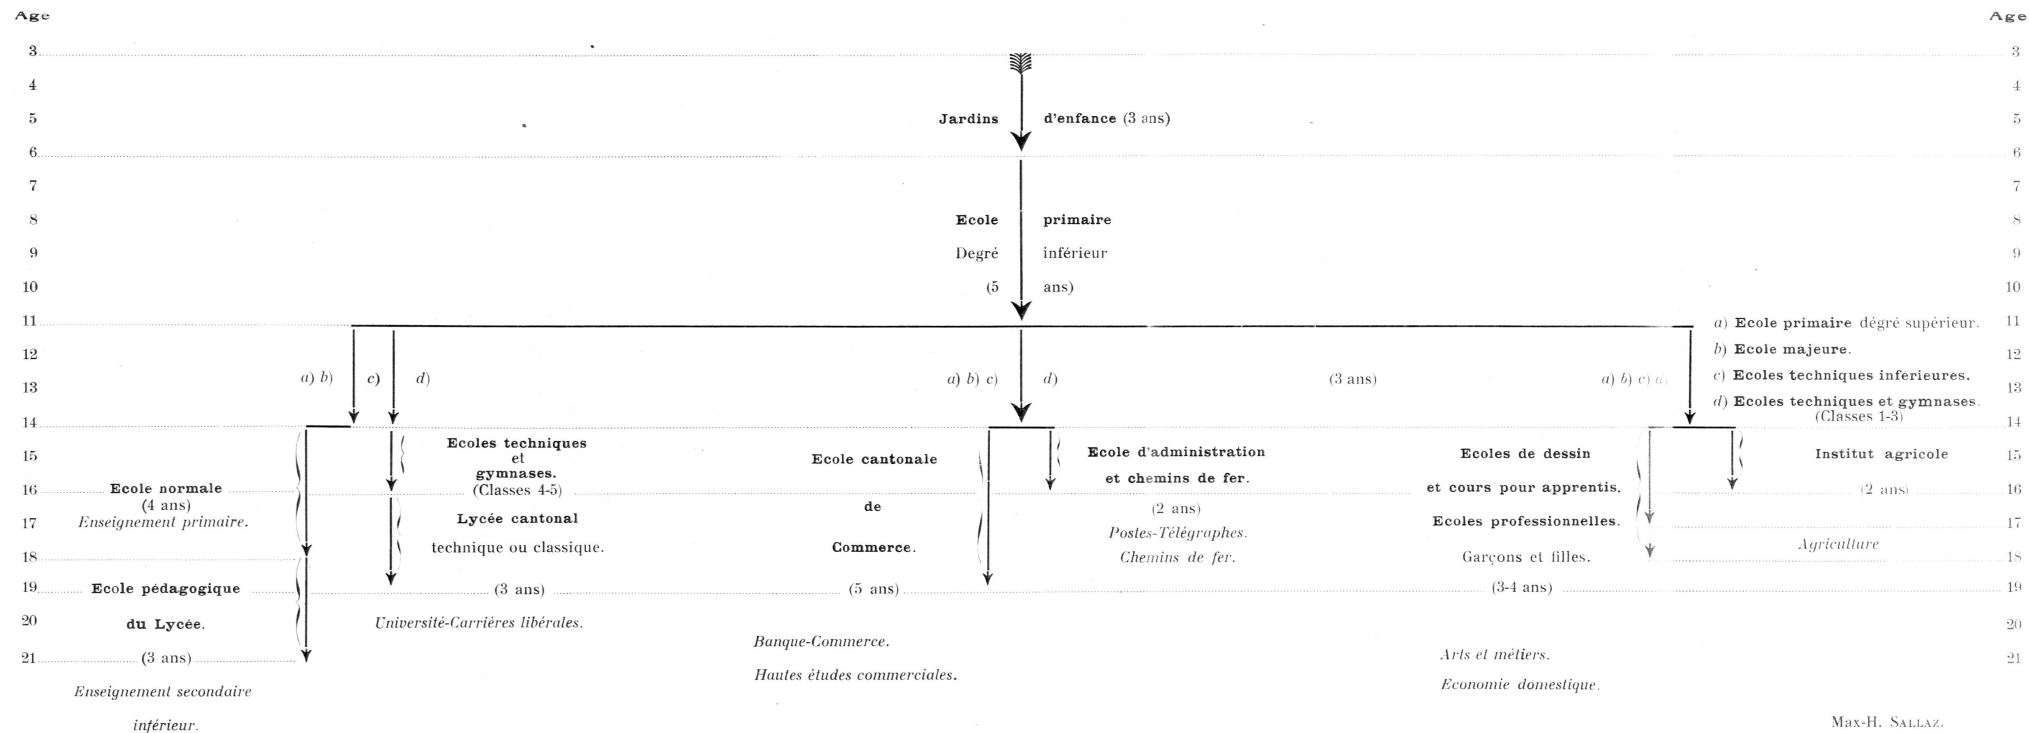 Age Age
3 3
4 4
5 Jardins d'enfance (3 ans) 5
6 6
7 7
8 Ecole primaire 8
9 Degré inférieur 9
10 (5 ans) 10
11 a) Ecole primaire dégré supérieur. 11
12 b) Ecole majeure. 12
a) b) c) d) a) b) c) d) (3 ans) a) b) c) d)
13 c) Ecoles techniques inférieures. 13
d) Ecoles techniques et gymnases.
14 (Classes 1-3) 14
Ecoles techniques
et
gymnases.
(Classes 4-5)
Lycée cantonal
technique ou classique.
(3 ans)
Université-Carrières libérales.
15 15
16 Ecole normale 16
(4 ans)
17 Enseignement primaire. 17
18 18
19 Ecole pédagogique 19
20 du Lycée. 20
21 (3 ans) 21
Enseignement secondaire
inférieur.
Ecole cantonale
de
Commerce.
(5 ans)
Banque-Commerce.
Hautes études commerciales.
Ecole d'administration
et chemins de fer.
(2 ans)
Postes-Télégraphes.
Chemins de fer.
Ecoles de dessin
et cours pour apprentis.
Ecoles professionnelles.
Garçons et filles.
(3-4 ans)
Arts et métiers.
Economie domestique.
Institut agricole
(2 ans)
Agriculture
Max-H. SALLAZ.